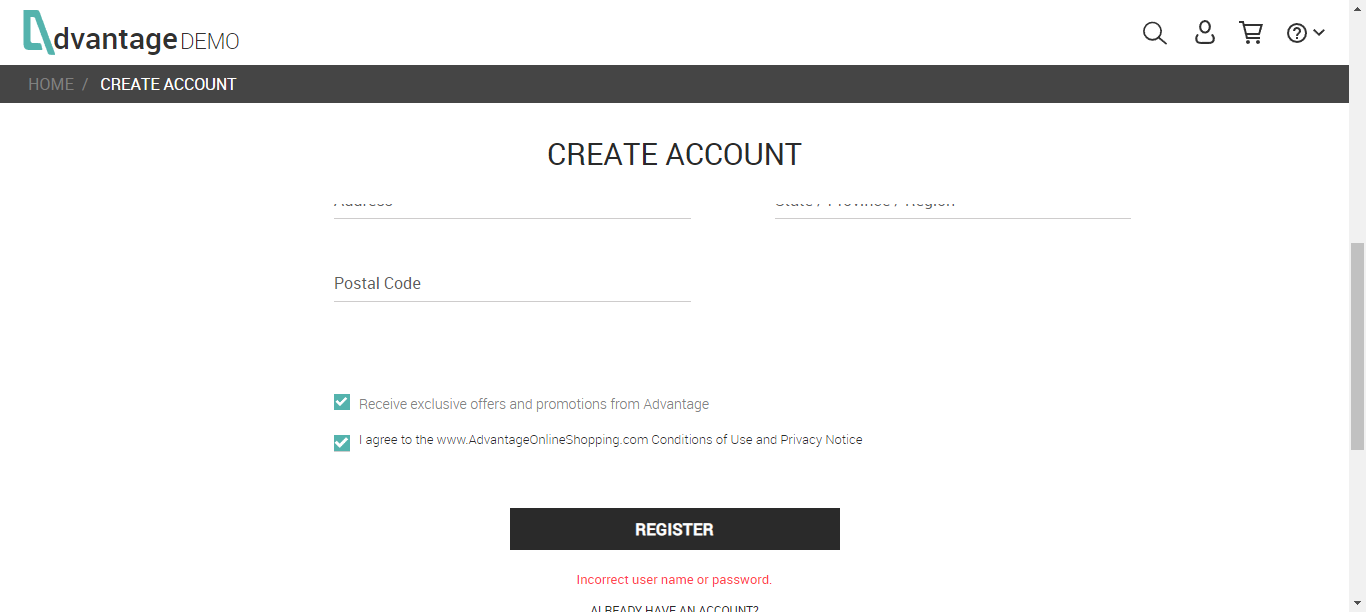 dvantage DEMO
HOME / CREATE ACCOUNT
CREATE ACCOUNT
Address
State / Province / Region
Postal Code
Receive exclusive offers and promotions from Advantage
I agree to the www.AdvantageOnlineShopping.com Conditions of Use and Privacy Notice
REGISTER
Incorrect user name or password.
ALREADY HAVE AN ACCOUNT?